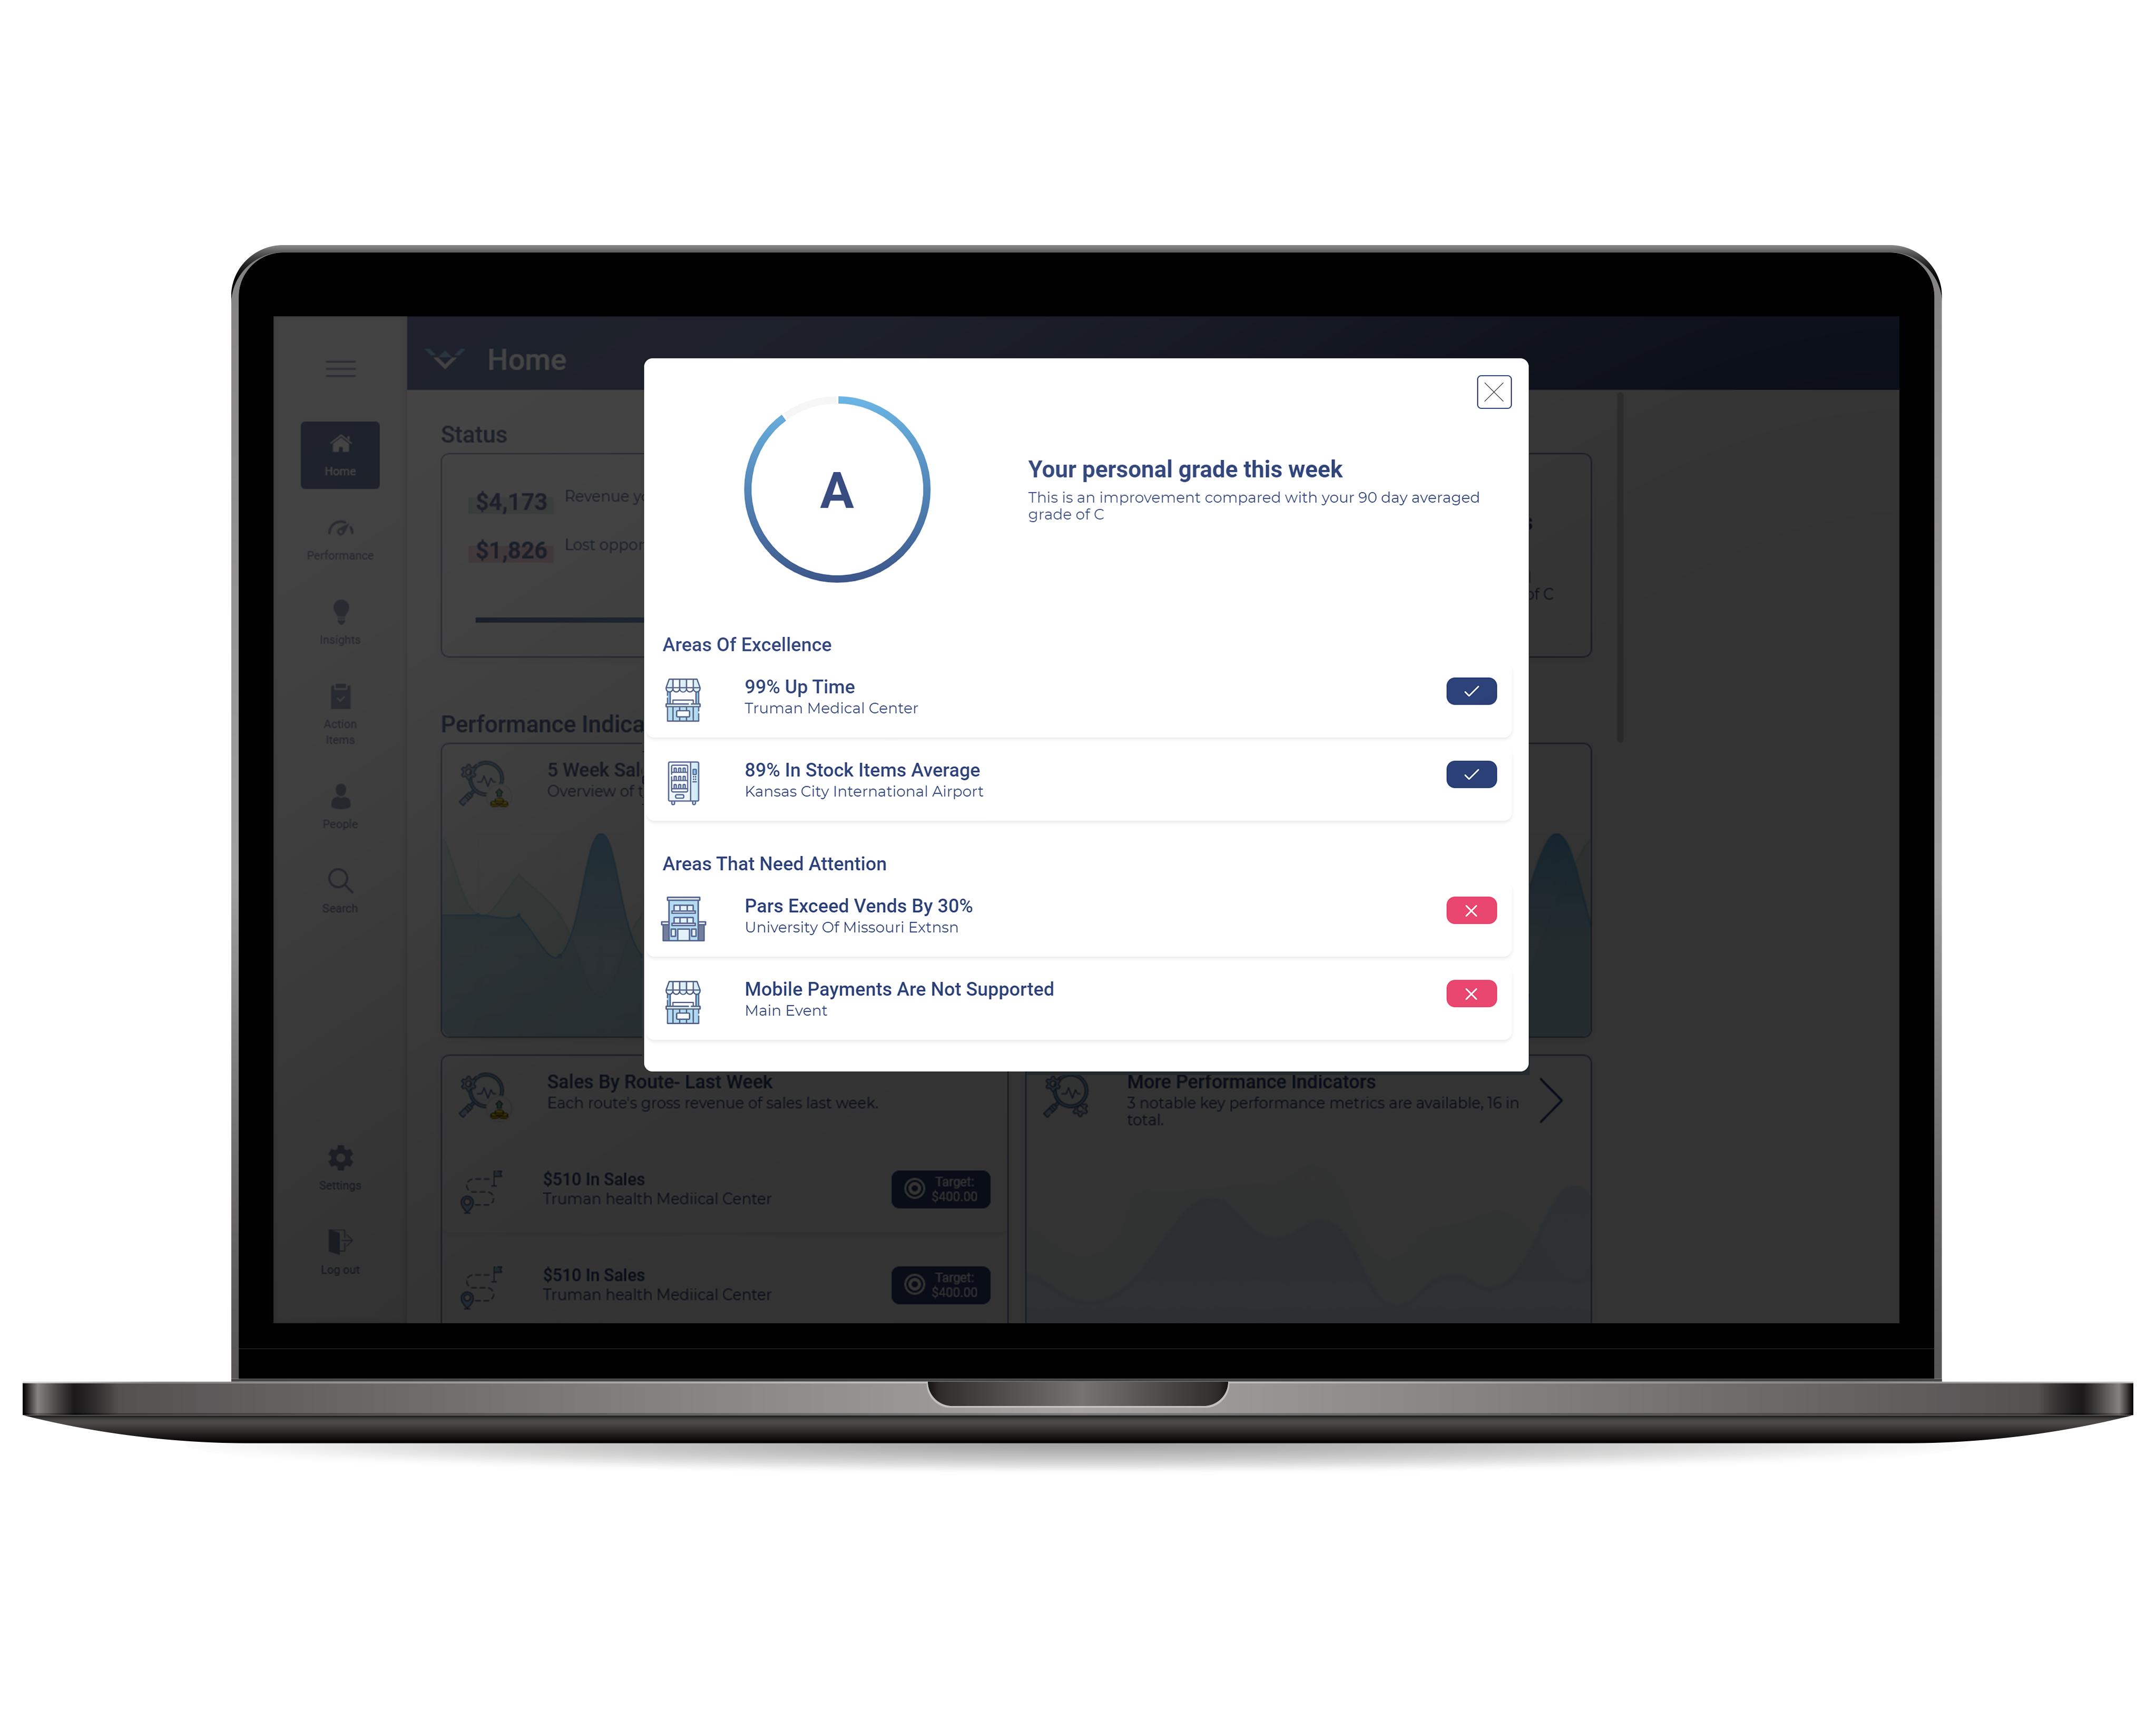 Home
Home
Performance
Insights
Action
Items
People
Search
Settings
Log out
Status
$4,173 Revenue
$1,826 Lost
of C
Performance
5 Week
Overview of
A
Your personal grade this week
This is an improvement compared with your 90 day averaged
grade of C
Areas Of Excellence
99% Up Time
Truman Medical Center
89% In Stock Items Average
Kansas City International Airport
Areas That Need Attention
Pars Exceed Vends By 30%
University Of Missouri Extnsn
Mobile Payments Are Not Supported
Main Event
Sales By Route- Last Week
Each route's gross revenue of sales last week.
$510 In Sales
Truman health Mediical Center
Target:
$400.00
$510 In Sales
Truman health Mediical Center
Target:
$400.00
More Performance Indicators
3 notable key performance metrics are available, 16 in
total.